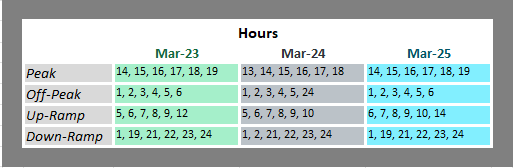 Hours
Mar-23 Mar-24 Mar-25
Peak 14, 15, 16, 17, 18, 19 13, 14, 15, 16, 17, 18 14, 15, 16, 17, 18, 19
Off-Peak 1, 2, 3, 4, 5, 6 1, 2, 3, 4, 5, 24 1, 2, 3, 4, 5, 6
Up-Ramp 5, 6, 7, 8, 9, 12 5, 6, 7, 8, 9, 10 6, 7, 8, 9, 10, 14
Down-Ramp 1, 19, 21, 22, 23, 24 1, 2, 21, 22, 23, 24 1, 19, 21, 22, 23, 24